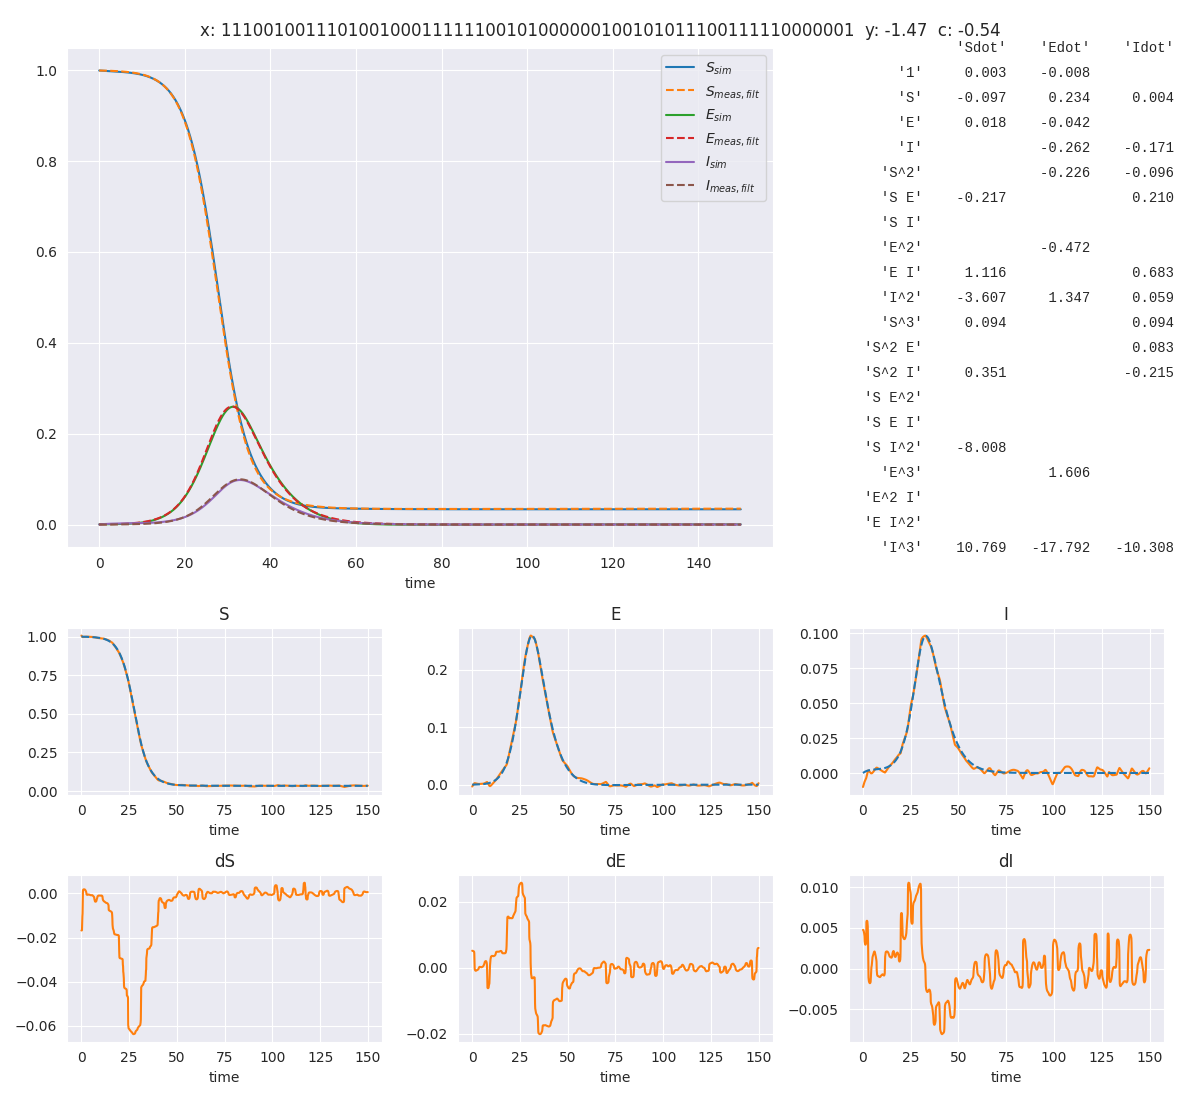 x: 111001001110100100011111100101000000100101011100111110000001  y: -1.47  c: -0.54
'Sdot' 'Edot' 'Idot'
'1' 0.003 -0.008
'S' -0.097 0.234 0.004
'E' 0.018 -0.042
'I' -0.262 -0.171
'S^2' -0.226 -0.096
'S E' -0.217 0.210
'S I'
'E^2' -0.472
'E I' 1.116 0.683
'I^2' -3.607 1.347 0.059
'S^3' 0.094 0.094
'S^2 E' 0.083
'S^2 I' 0.351 -0.215
'S E^2'
'S E I'
'S I^2' -8.008
'E^3' 1.606
'E^2 I'
'E I^2'
'I^3' 10.769 -17.792 -10.308
S sim
S meas, filt
E sim
E meas, filt
I sim
I meas, filt
1.0
0.8
0.6
0.4
0.2
0.0
0 20 40 60 80 100 120 140
time
S
1.00
0.75
0.50
0.25
0.00
0 25 50 75 100 125 150
time
E
0.2
0.1
0.0
0 25 50 75 100 125 150
time
I
0.100
0.075
0.050
0.025
0.000
0 25 50 75 100 125 150
time
dS
0.00
−0.02
−0.04
−0.06
0 25 50 75 100 125 150
time
dE
0.02
0.00
−0.02
0 25 50 75 100 125 150
time
dI
0.010
0.005
0.000
−0.005
0 25 50 75 100 125 150
time